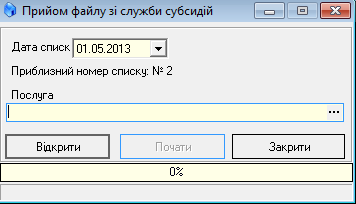 Прийом файлу зі служби субсидій
Дата списк 01.05.2013
Приблизний номер списку: № 2
Послуга
Відкрити Почати Закрити
0%